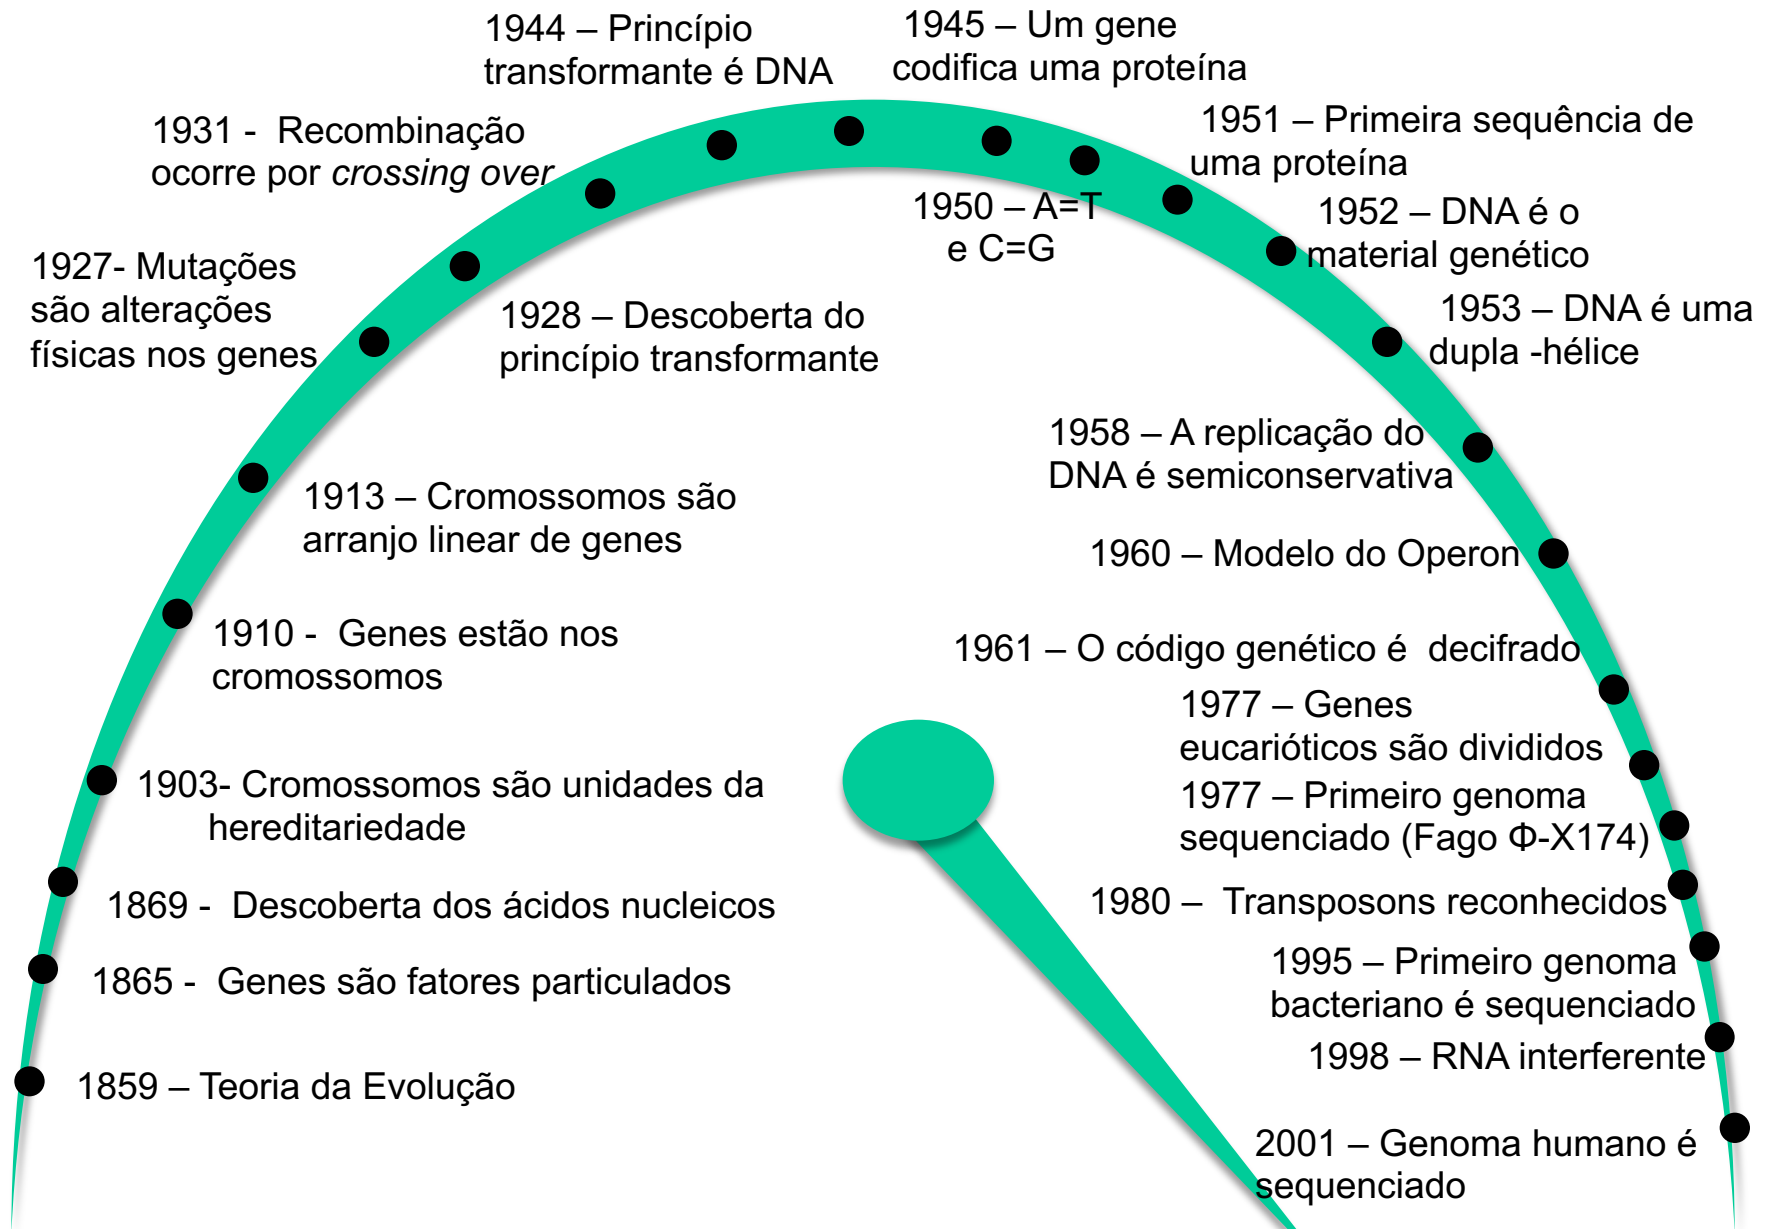 1859 – Teoria da Evolução
1865 -  Genes são fatores particulados
1869 -  Descoberta dos ácidos nucleicos
1903- Cromossomos são unidades da
hereditariedade
1910 -  Genes estão nos
cromossomos
1913 – Cromossomos são
arranjo linear de genes
1927- Mutações
são alterações
físicas nos genes
1928 – Descoberta do
princípio transformante
1931 -  Recombinação
ocorre por crossing over
1944 – Princípio
transformante é DNA
1945 – Um gene
codifica uma proteína
1950 – A=T
e C=G
1951 – Primeira sequência de
uma proteína
1952 – DNA é o
material genético
1953 – DNA é uma
dupla -hélice
1958 – A replicação do
DNA é semiconservativa
1960 – Modelo do Operon
1961 – O código genético é  decifrado
1977 – Genes
eucarióticos são divididos
1977 – Primeiro genoma
sequenciado (Fago Φ-X174)
1980 –  Transposons reconhecidos
1995 – Primeiro genoma
bacteriano é sequenciado
1998 – RNA interferente
2001 – Genoma humano é
sequenciado